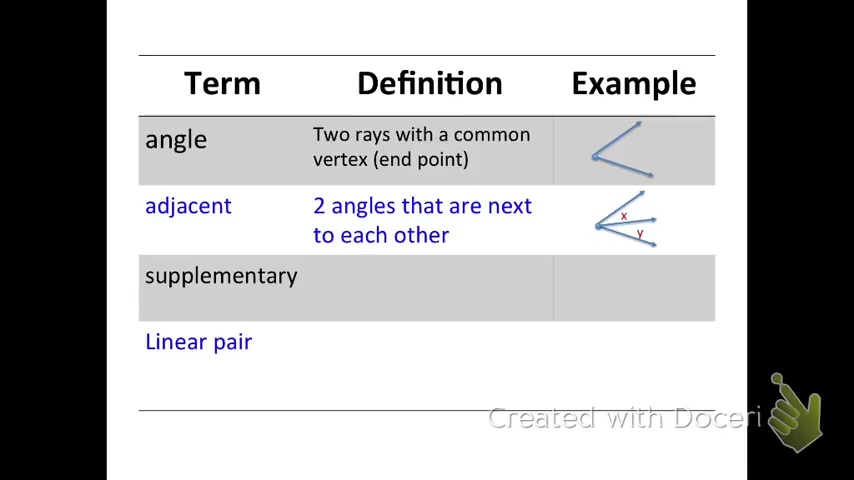 Term Definition Example
angle Two rays with a common
vertex (end point)
adjacent 2 angles that are next
to each other
x
y
supplementary
Linear pair
Created with Doceri